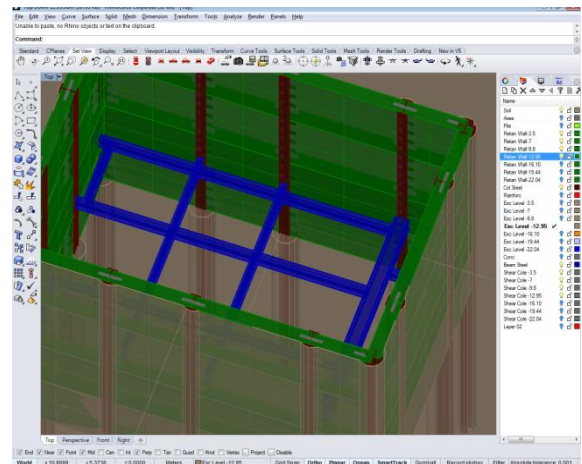 File Edit View Curve Surface Solid Mesh Dimension Transform Tools Analyze Render Panels Help
Unable to paste, no Rhino objects or text on the clipboard.
Command:
Standard CPlanes Set View Display Select Viewport Layout Visibility Transform Curve Tools Surface Tools Solid Tools Mesh Tools Render Tools Drafting New in V5
Top
Name
Soil
Pile
Retain Wall-3.5
Retain Wall-7
Retain Wall-9.8
Retain Wall-12.95
Retain Wall-16.10
Retain Wall-19.44
Retain Wall-22.04
Col Steel
Exc Level -3.5
Exc Level -7
Exc Level -9.8
Exc Level -12.95
Exc Level -16.10
Exc Level -19.44
Exc Level -22.04
Conc
Beam Steel
Shear Cole -3.5
Shear Cole -7
Shear Cole -9.8
Shear Cole -12.95
Shear Cole -16.10
Shear Cole -19.44
Shear Cole -22.04
Layer 02
Top Perspective Front Right
End Near Point Mid Cen Int Perp Tan Quad Knot Vertex Project Disable
World Meters Exc Level -12.95 Grid Snap Ortho Planar Osnap SmartTrack Gumball Record History Filter Absolute tolerance: 0.001